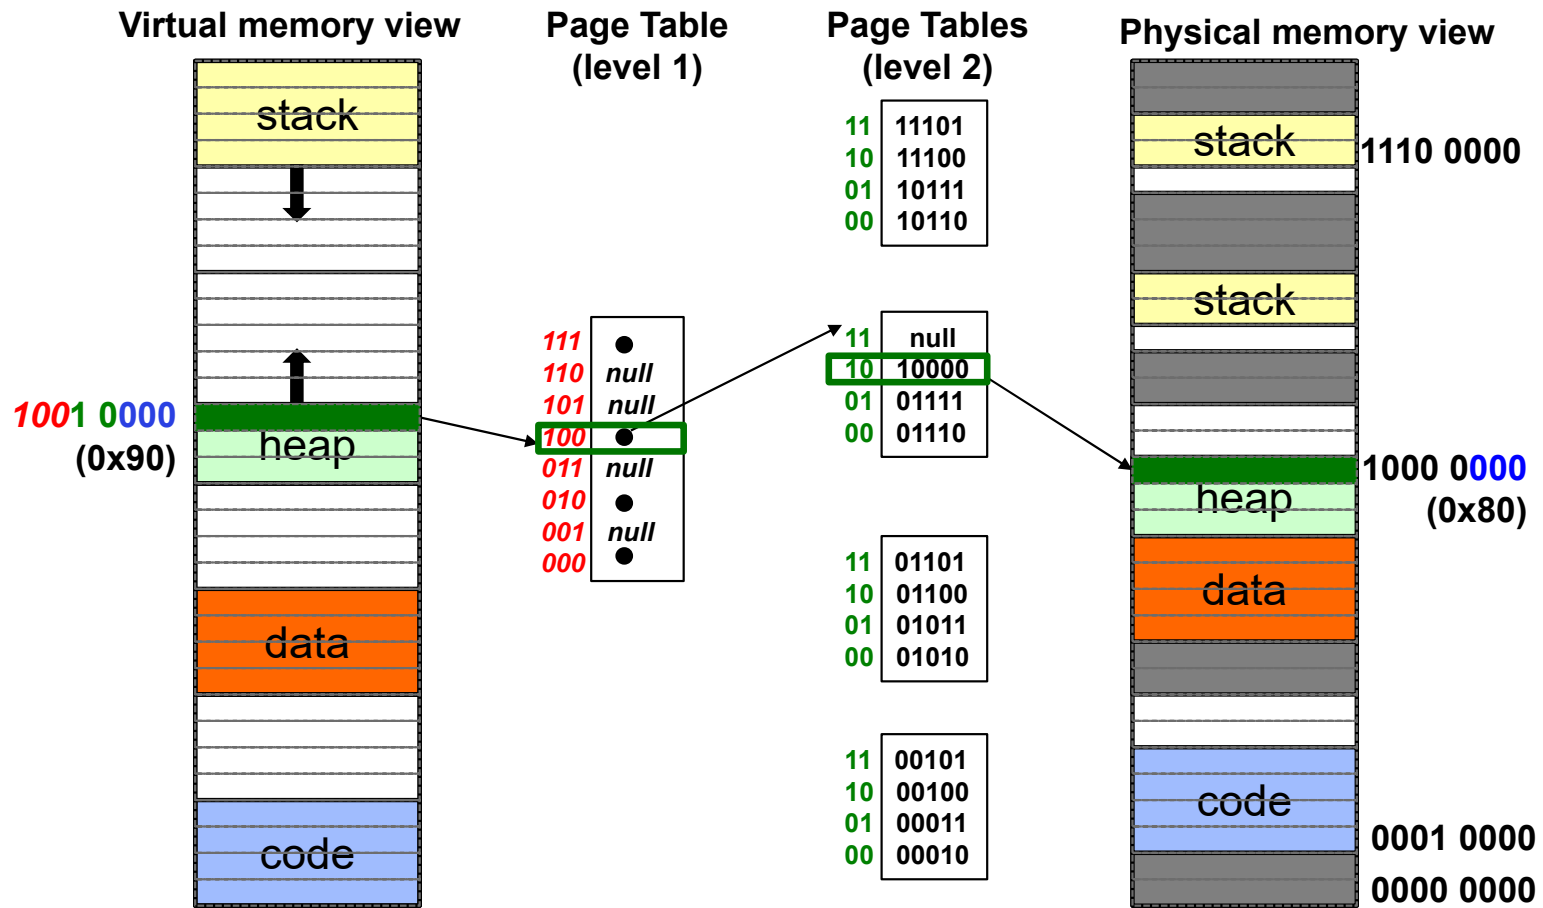 Virtual memory view
Page Table
(level 1)
Page Tables
(level 2)
Physical memory view
stack
heap
data
code
1001 0000
(0x90)
111
110 null
101 null
100
011 null
010
001 null
000
11 11101
10 11100
01 10111
00 10110
11 null
10 10000
01 01111
00 01110
11 01101
10 01100
01 01011
00 01010
11 00101
10 00100
01 00011
00 00010
stack
1110 0000
stack
1000 0000
(0x80)
heap
data
code
0001 0000
0000 0000